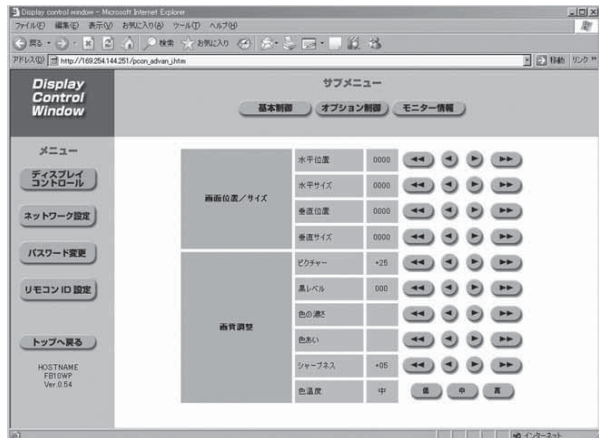 Display control window - Microsoft Internet Explorer
ファイル(F) 編集(E) 表示(V) お気に入り(A) ツール(T) ヘルプ(H)
戻る 検索 お気に入り
アドレス(D) http://169.254.144.251/pcon_advan_j.htm 移動 リンク
Display Control Window
サブメニュー
基本制御 オプション制御 モニター情報
メニュー
ディスプレイ
コントロール
ネットワーク設定
パスワード変更
リモコン ID 設定
トップへ戻る
HOSTNAME
FB10WP
Ver.0.54
画面位置/サイズ
水平位置 0000
水平サイズ 0000
垂直位置 0000
垂直サイズ 0000
画質調整
ピクチャー +25
黒レベル 000
色の濃さ
色あい
シャープネス +05
色温度 中 低 中 高
インターネット